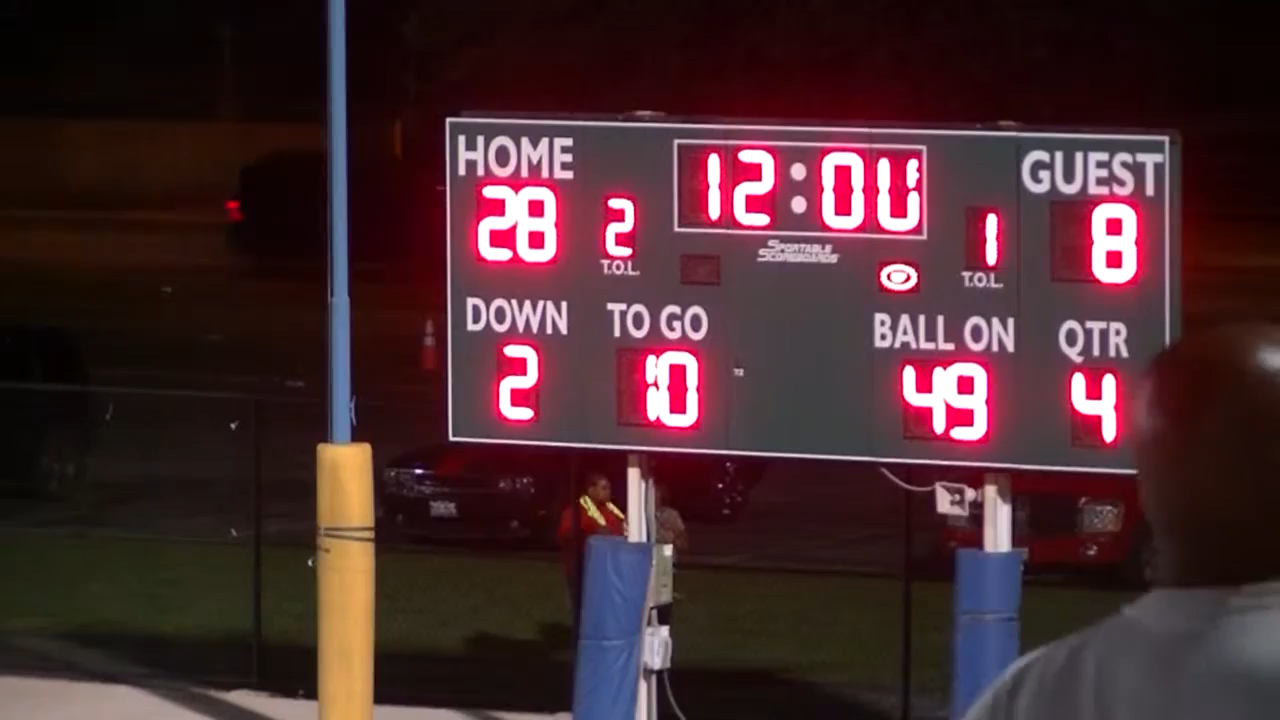 HOME 12:00 GUEST
28 2 1 8
T.O.L. SPORTABLE SCOREBOARDS T.O.L.
DOWN TO GO BALL ON QTR
2 10 49 4